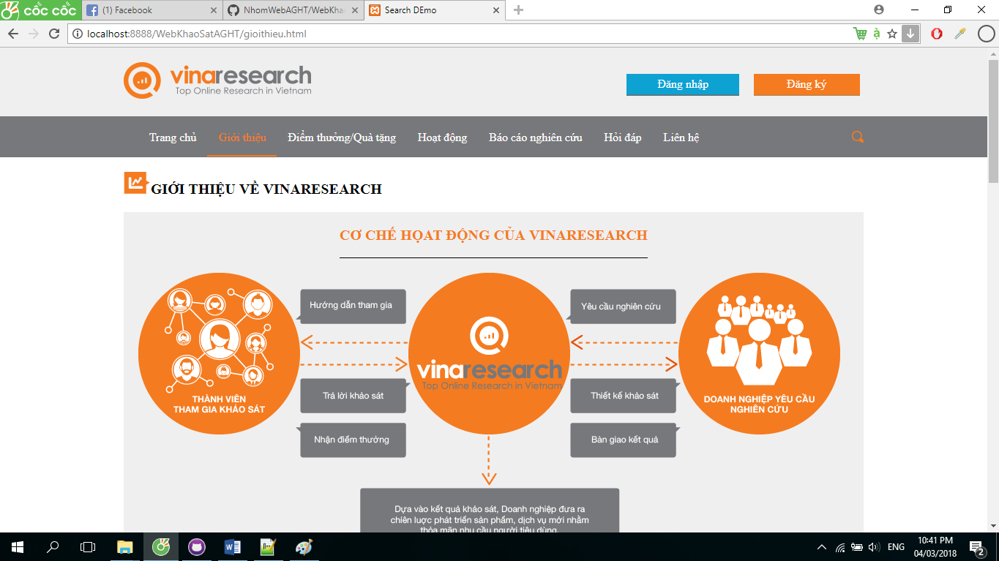 cốc cốc
(1) Facebook
NhomWebAGHT/WebKha
Search DEmo
localhost:8888/WebKhaoSatAGHT/gioithieu.html
vinaresearch
Top Online Research in Vietnam
Đăng nhập
Đăng ký
Trang chủ
Giới thiệu
Điểm thưởng/Quà tặng
Hoạt động
Báo cáo nghiên cứu
Hỏi đáp
Liên hệ
GIỚI THIỆU VỀ VINARESEARCH
CƠ CHẾ HOẠT ĐỘNG CỦA VINARESEARCH
THÀNH VIÊN
THAM GIA KHẢO SÁT
Hướng dẫn tham gia
Trả lời khảo sát
Nhận điểm thưởng
vinaresearch
Top Online Research in Vietnam
Yêu cầu nghiên cứu
Thiết kế khảo sát
Bàn giao kết quả
DOANH NGHIỆP YÊU CẦU
NGHIÊN CỨU
Dựa vào kết quả khảo sát, Doanh nghiệp đưa ra
chiến lược phát triển sản phẩm, dịch vụ mới nhằm
thỏa mãn nhu cầu người tiêu dùng.
ENG
10:41 PM
04/03/2018
2